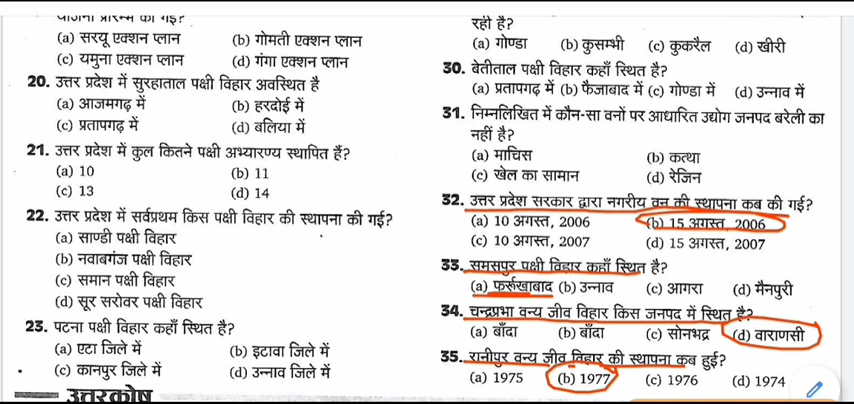 योजना प्रारम्भ की गई?
(a) सरयू एक्शन प्लान (b) गोमती एक्शन प्लान
(c) यमुना एक्शन प्लान (d) गंगा एक्शन प्लान
20. उत्तर प्रदेश में सुरहाताल पक्षी विहार अवस्थित है
(a) आजमगढ़ में (b) हरदोई में
(c) प्रतापगढ़ में (d) बलिया में
21. उत्तर प्रदेश में कुल कितने पक्षी अभ्यारण्य स्थापित हैं?
(a) 10 (b) 11
(c) 13 (d) 14
22. उत्तर प्रदेश में सर्वप्रथम किस पक्षी विहार की स्थापना की गई?
(a) साण्डी पक्षी विहार
(b) नवाबगंज पक्षी विहार
(c) समान पक्षी विहार
(d) सूर सरोवर पक्षी विहार
23. पटना पक्षी विहार कहाँ स्थित है?
(a) एटा जिले में (b) इटावा जिले में
(c) कानपुर जिले में (d) उन्नाव जिले में
उत्तरकोष
रही है?
(a) गोण्डा (b) कुसम्भी (c) कुकरैल (d) खीरी
30. बेतीताल पक्षी विहार कहाँ स्थित है?
(a) प्रतापगढ़ में (b) फैजाबाद में (c) गोण्डा में (d) उन्नाव में
31. निम्नलिखित में कौन-सा वनों पर आधारित उद्योग जनपद बरेली का
नहीं है?
(a) माचिस (b) कत्था
(c) खेल का सामान (d) रेजिन
32. उत्तर प्रदेश सरकार द्वारा नगरीय वन की स्थापना कब की गई?
(a) 10 अगस्त, 2006 (b) 15 अगस्त, 2006
(c) 10 अगस्त, 2007 (d) 15 अगस्त, 2007
33. समसपुर पक्षी विहार कहाँ स्थित है?
(a) फर्रूखाबाद (b) उन्नाव (c) आगरा (d) मैनपुरी
34. चन्द्रप्रभा वन्य जीव विहार किस जनपद में स्थित है?
(a) बाँदा (b) बाँदा (c) सोनभद्र (d) वाराणसी
35. रानीपुर वन्य जीव विहार की स्थापना कब हुई?
(a) 1975 (b) 1977 (c) 1976 (d) 1974